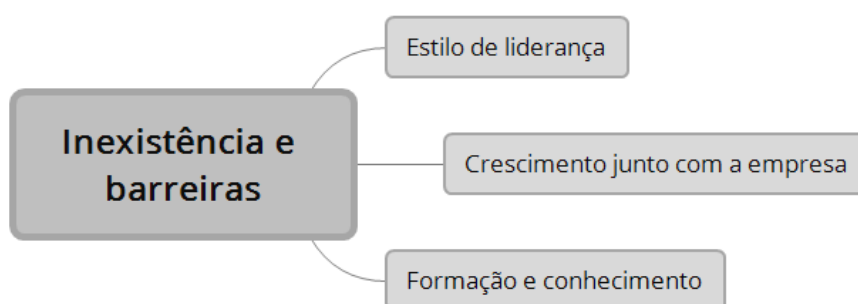 Estilo de liderança
Inexistência e
barreiras
Crescimento junto com a empresa
Formação e conhecimento